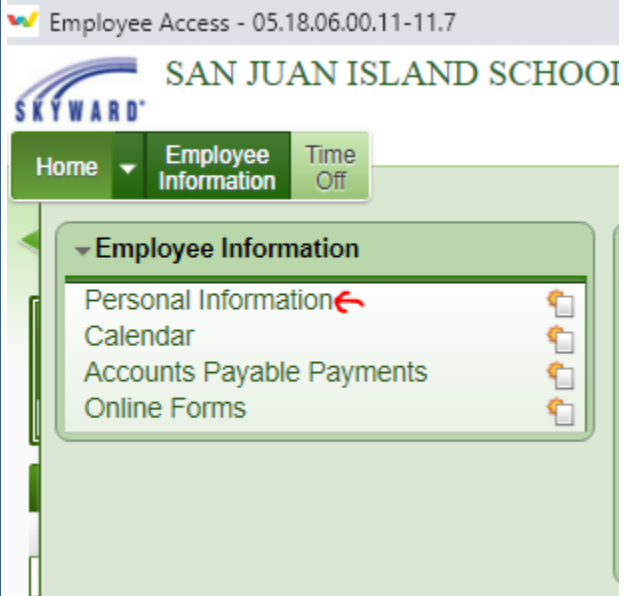 Employee Access - 05.18.06.00.11-11.7
SAN JUAN ISLAND SCHOOL
SKYWARD
Home
Employee
Information
Time
Off
Employee Information
Personal Information
Calendar
Accounts Payable Payments
Online Forms